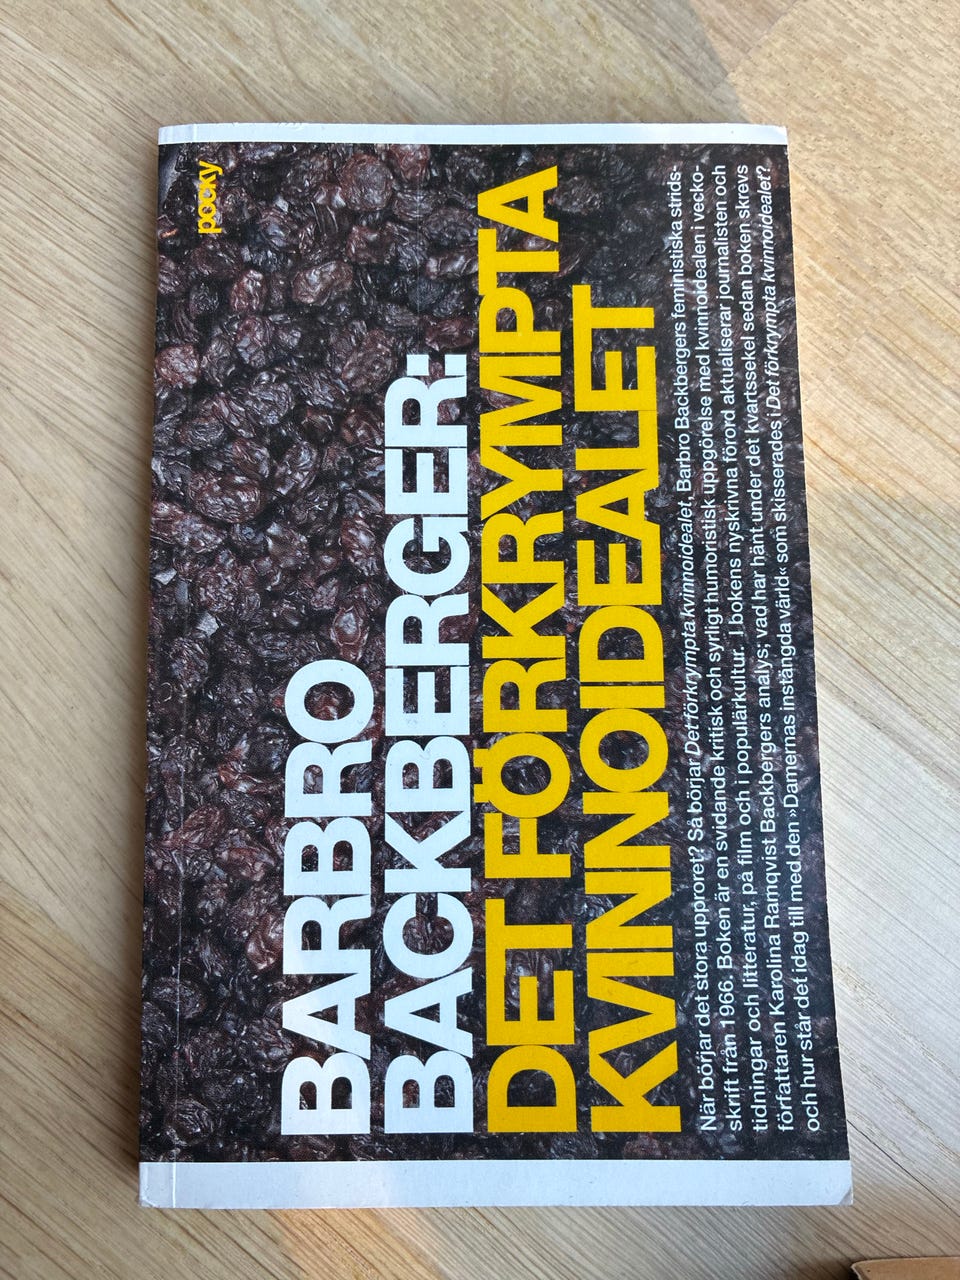 pocky
BARBRO
BACKBERGER:
DET FÖRKRYMPTA
KVINNOIDEALET
När börjar det stora upproret? Så börjar Det förkrympta kvinnoidealet, Barbro Backbergers feministiska strids-
skrift från 1966. Boken är en svidande kritisk och syrligt humoristisk uppgörelse med kvinnoidealen i vecko-
tidningar och litteratur, på film och i populärkultur. I bokens nyskrivna förord aktualiserar journalisten och
författaren Karolina Ramqvist Backbergers analys; vad har hänt under det kvartssekel sedan boken skrevs
och hur står det idag till med den »Damernas instängda värld« som skisserades i Det förkrympta kvinnoidealet?